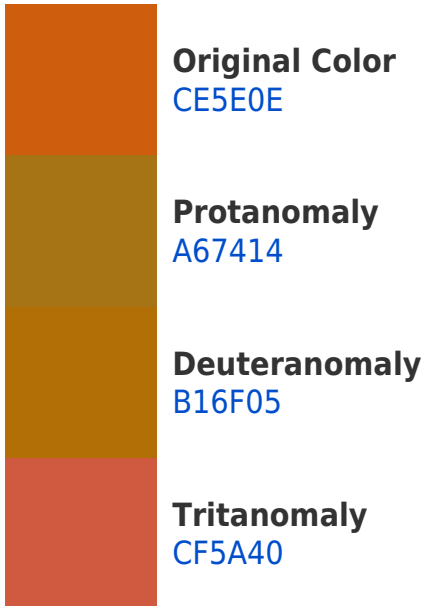 Original Color
CE5E0E
Protanomaly
A67414
Deuteranomaly
B16F05
Tritanomaly
CF5A40